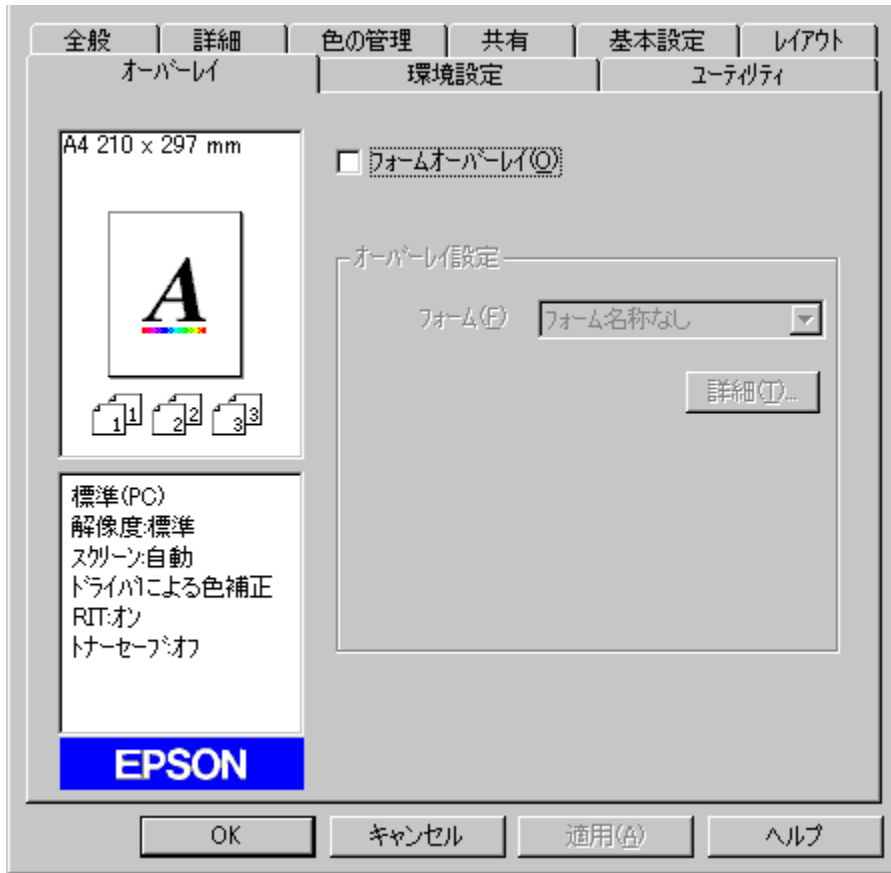 全般 詳細 色の管理 共有 基本設定 レイアウト
オーバーレイ 環境設定 ユーティリティ
A4 210 x 297 mm
A
1 1 2 2 3 3
フォームオーバーレイ(O)
オーバーレイ設定
フォーム(F) フォーム名称なし
詳細(T)...
標準(PC)
解像度:標準
スクリーン:自動
ドライバによる色補正
RIT:オン
トナーセーブ:オフ
EPSON
OK キャンセル 適用(A) ヘルプ